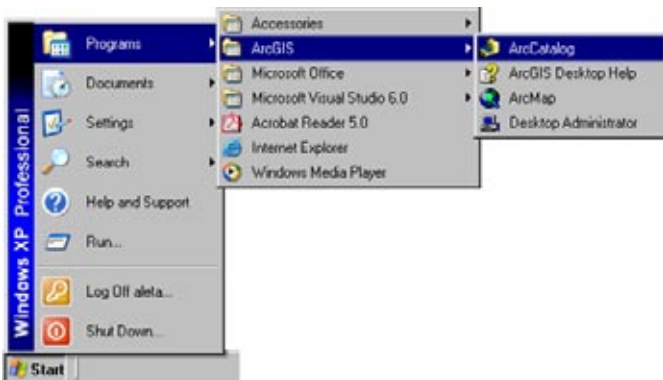 Windows XP Professional
Programs
Documents
Settings
Search
Help and Support
Run...
Log Off aleta...
Shut Down...
Start
Accessories
ArcGIS
Microsoft Office
Microsoft Visual Studio 6.0
Acrobat Reader 5.0
Internet Explorer
Windows Media Player
ArcCatalog
ArcGIS Desktop Help
ArcMap
Desktop Administrator